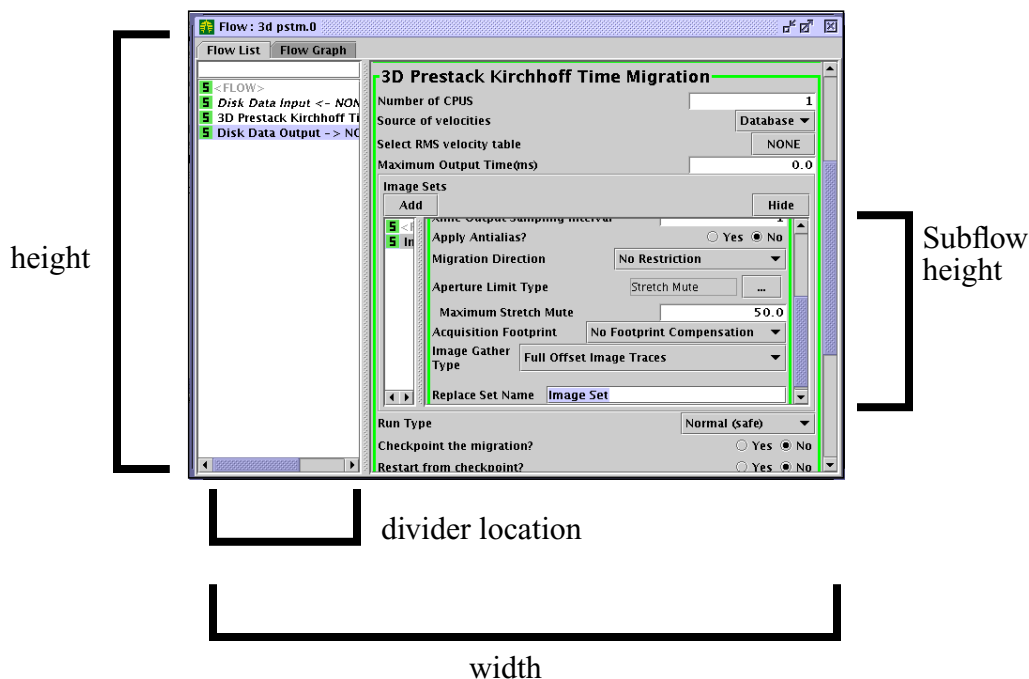 Flow : 3d pstm.0
Flow List Flow Graph
<FLOW>
Disk Data Input <- NON
3D Prestack Kirchhoff Ti
Disk Data Output -> NO
3D Prestack Kirchhoff Time Migration
Number of CPUS 1
Source of velocities Database
Select RMS velocity table NONE
Maximum Output Time(ms) 0.0
Image Sets
Add Hide
Output Sampling Interval 1
<F
Apply Antialias? Yes No
In
Migration Direction No Restriction
Aperture Limit Type Stretch Mute ...
Maximum Stretch Mute 50.0
Acquisition Footprint No Footprint Compensation
Image Gather
Type Full Offset Image Traces
Replace Set Name Image Set
Run Type Normal (safe)
Checkpoint the migration? Yes No
Restart from checkpoint? Yes No
height
Subflow
height
divider location
width